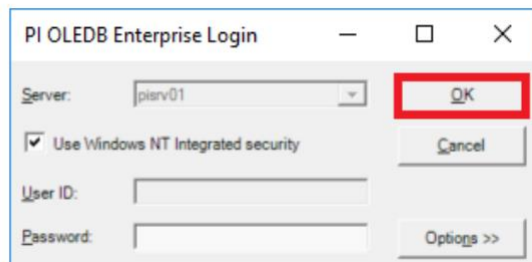 PI OLEDB Enterprise Login
Server: pisrv01 OK
Use Windows NT Integrated security Cancel
User ID:
Password: Options >>